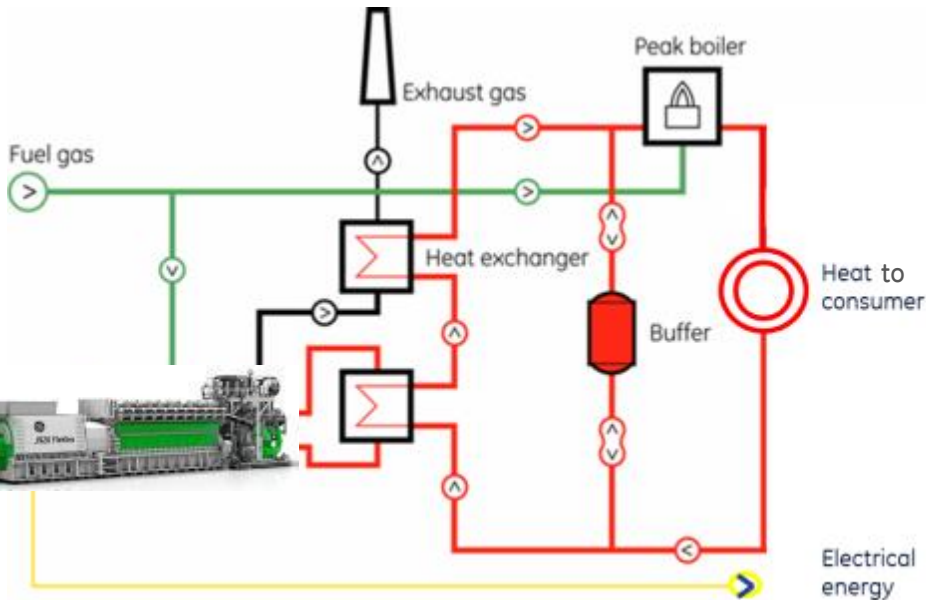 Peak boiler
Exhaust gas
Fuel gas
Heat exchanger
Heat to
consumer
Buffer
Electrical
energy